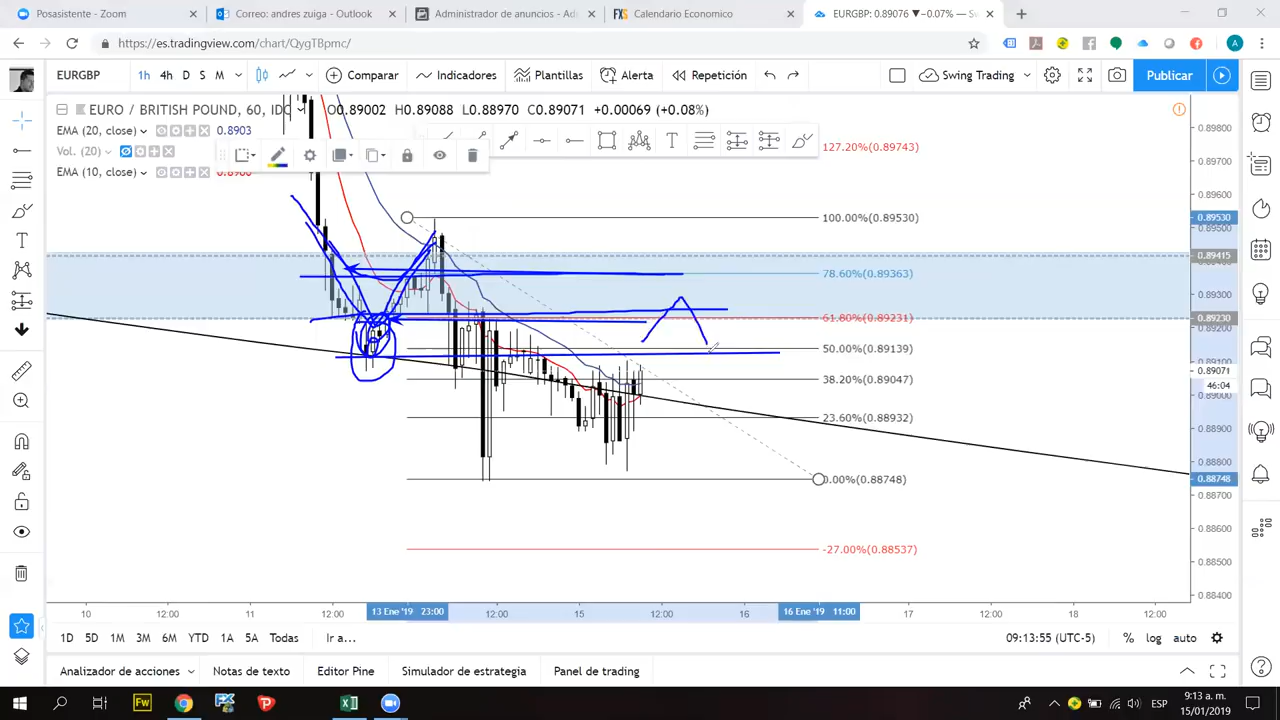 Posasistente - Zoom
Correo: andres zuiga - Outlook
Administrador de anuncios - Ad
Calendario Economico
EURGBP: 0.89076 ▼−0.07% — S
https://es.tradingview.com/chart/QygTBpmc/
EURGBP 1h 4h D S M Comparar Indicadores Plantillas Alerta Repetición Swing Trading Publicar
EURO / BRITISH POUND, 60, IDC O0.89002 H0.89088 L0.88970 C0.89071 +0.00069 (+0.08%)
EMA (20, close) 0.8903
Vol. (20)
EMA (10, close)
127.20%(0.89743)
100.00%(0.89530)
78.60%(0.89363)
61.80%(0.89231)
50.00%(0.89139)
38.20%(0.89047)
23.60%(0.88932)
0.00%(0.88748)
-27.00%(0.88537)
0.89800
0.89700
0.89600
0.89530
0.89500
0.89415
0.89300
0.89230
0.89200
0.89100
0.89071
46:04
0.89000
0.88900
0.88800
0.88748
0.88700
0.88600
0.88500
0.88400
10 12:00 11 12:00 13 Ene '19 23:00 12:00 15 12:00 16 16 Ene '19 11:00 17 12:00 18 12:00
1D 5D 1M 3M 6M YTD 1A 5A Todas Ir a... 09:13:55 (UTC-5) % log auto
Analizador de acciones Notas de texto Editor Pine Simulador de estrategia Panel de trading
Fw
ESP
9:13 a. m.
15/01/2019